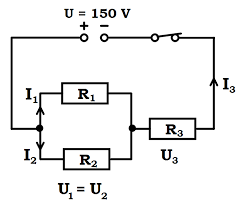 U = 150 V
+ −
I₁ R₁
I₃
R₃
I₂ R₂
U₃
U₁ = U₂